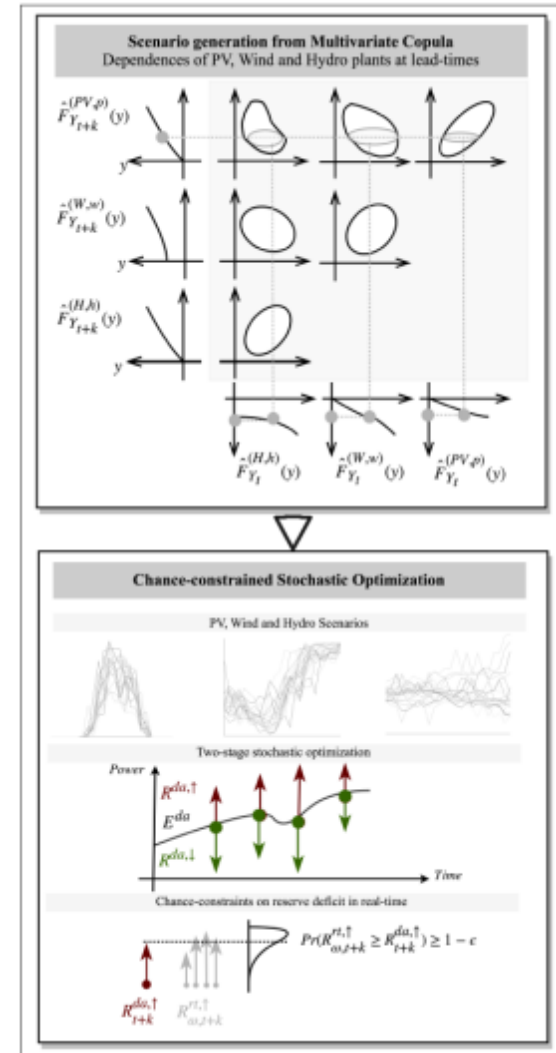 Scenario generation from Multivariate Copula
Dependences of PV, Wind and Hydro plants at lead-times
F̂_{Y_{t+k}}^{(PV,p)}(y)
y
F̂_{Y_{t+k}}^{(W,w)}(y)
y
F̂_{Y_{t+k}}^{(H,h)}(y)
y
F̂_{Y_t}^{(H,h)}(y) F̂_{Y_t}^{(W,w)}(y) F̂_{Y_t}^{(PV,p)}(y)
Chance-constrained Stochastic Optimization
PV, Wind and Hydro Scenarios
Two-stage stochastic optimization
Power
R^{da,↑}
E^{da}
R^{da,↓}
Time
Chance-constraints on reserve deficit in real-time
Pr(R_{ω,t+k}^{rt,↑} ≥ R_{t+k}^{da,↑}) ≥ 1 − ϵ
R_{t+k}^{da,↑} R_{ω,t+k}^{rt,↑}